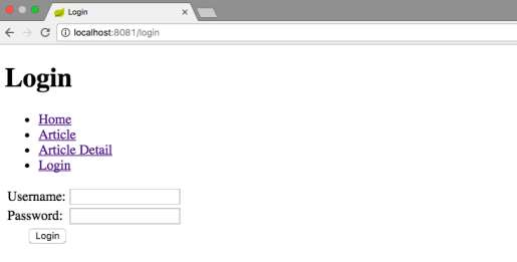 Login
localhost:8081/login
Login
Home
Article
Article Detail
Login
Username:
Password:
Login